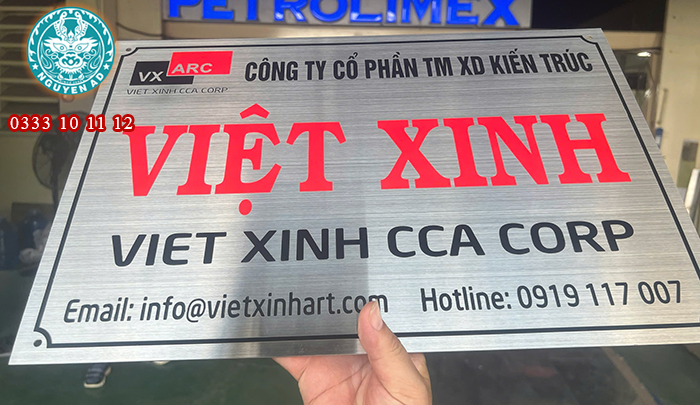 PETROLIMEX
NGUYEN AD
0333 10 11 12
VX ARC
VIET XINH CCA CORP
CÔNG TY CỔ PHẦN TM XD KIẾN TRÚC
VIỆT XINH
VIET XINH CCA CORP
Email: info@vietxinhart.com Hotline: 0919 117 007